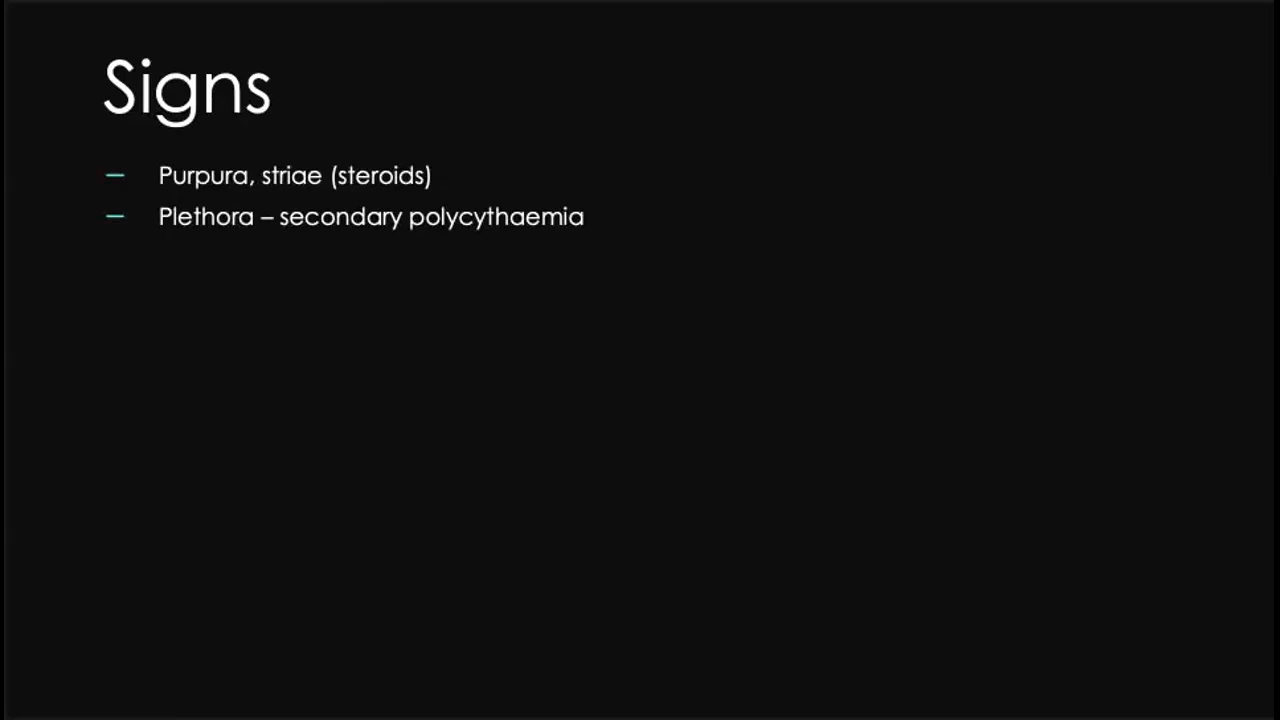 Signs
— Purpura, striae (steroids)
— Plethora – secondary polycythaemia